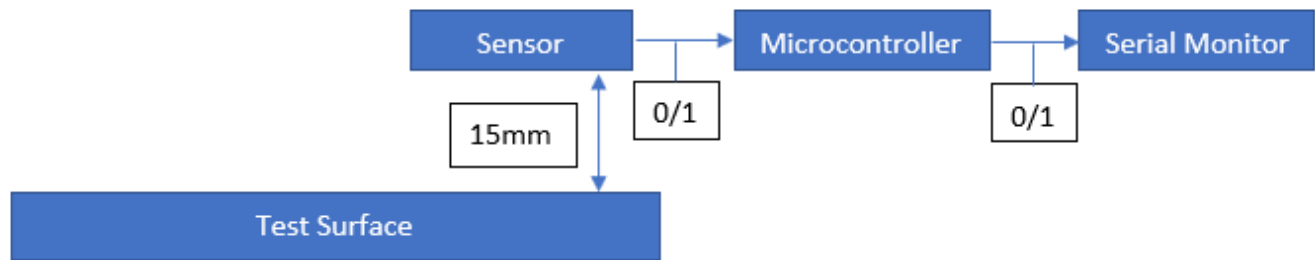 Sensor
Microcontroller
Serial Monitor
15mm
0/1
0/1
Test Surface